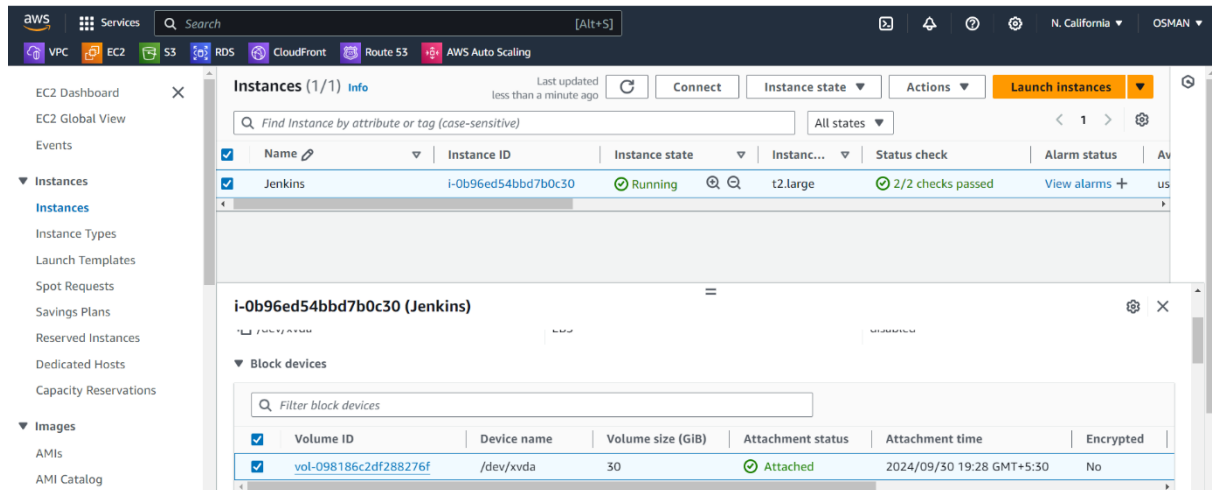 aws Services Search [Alt+S] N. California ▼ OSMAN ▼
VPC EC2 S3 RDS CloudFront Route 53 AWS Auto Scaling
EC2 Dashboard
EC2 Global View
Events
▼ Instances
Instances
Instance Types
Launch Templates
Spot Requests
Savings Plans
Reserved Instances
Dedicated Hosts
Capacity Reservations
▼ Images
AMIs
AMI Catalog
Instances (1/1) Info
Last updated
less than a minute ago
Connect Instance state ▼ Actions ▼ Launch instances ▼
Find Instance by attribute or tag (case-sensitive) All states ▼ < 1 >
Name Instance ID Instance state Instanc... Status check Alarm status Av
Jenkins i-0b96ed54bbd7b0c30 Running t2.large 2/2 checks passed View alarms + us
i-0b96ed54bbd7b0c30 (Jenkins)
▼ Block devices
Filter block devices
Volume ID Device name Volume size (GiB) Attachment status Attachment time Encrypted
vol-098186c2df288276f /dev/xvda 30 Attached 2024/09/30 19:28 GMT+5:30 No